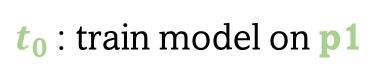 t₀ : train model on p1